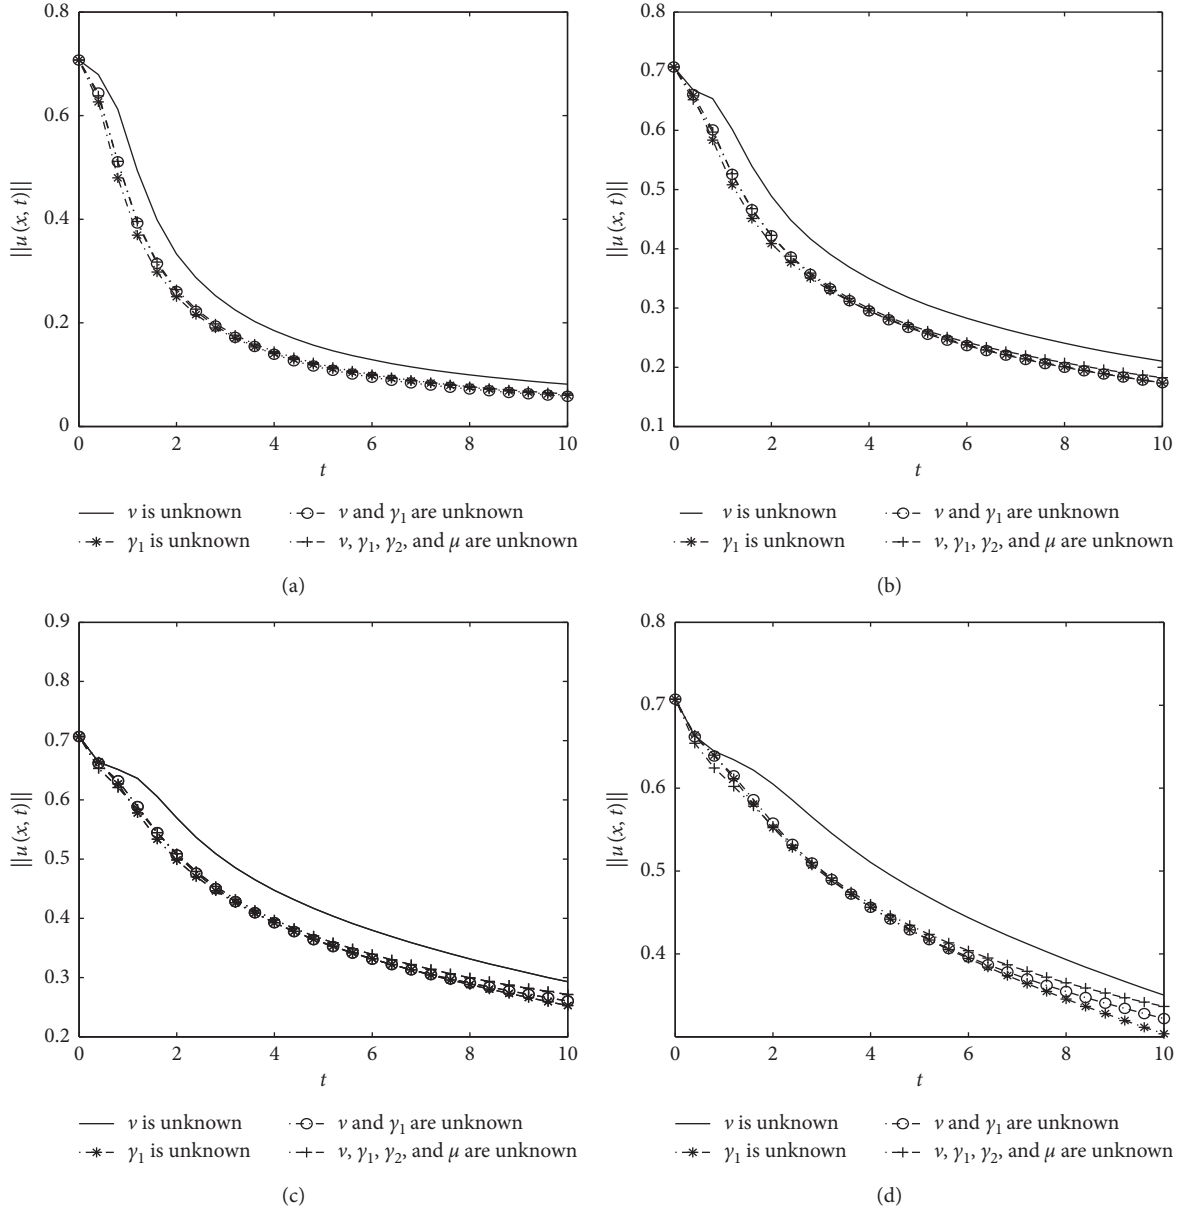 0.8
0.6
0.4
0.2
0
||u (x, t)||
0 2 4 6 8 10
t
ν is unknown
γ1 is unknown
ν and γ1 are unknown
ν, γ1, γ2, and μ are unknown
(a)
0.8
0.7
0.6
0.5
0.4
0.3
0.2
0.1
||u (x, t)||
0 2 4 6 8 10
t
ν is unknown
γ1 is unknown
ν and γ1 are unknown
ν, γ1, γ2, and μ are unknown
(b)
0.9
0.8
0.7
0.6
0.5
0.4
0.3
0.2
||u (x, t)||
0 2 4 6 8 10
t
ν is unknown
γ1 is unknown
ν and γ1 are unknown
ν, γ1, γ2, and μ are unknown
(c)
0.8
0.7
0.6
0.5
0.4
||u (x, t)||
0 2 4 6 8 10
t
ν is unknown
γ1 is unknown
ν and γ1 are unknown
ν, γ1, γ2, and μ are unknown
(d)